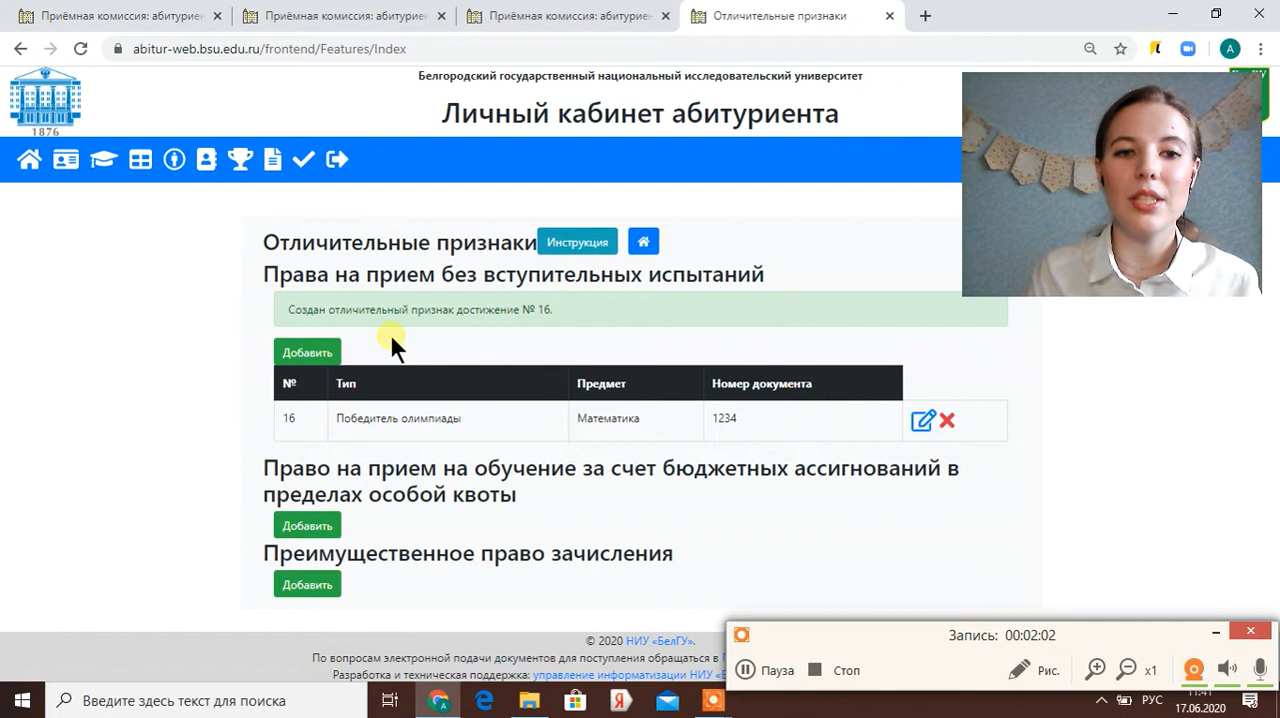 Приёмная комиссия: абитурие
Приёмная комиссия: абитурие
Приёмная комиссия: абитурие
Отличительные признаки
abitur-web.bsu.edu.ru/frontend/Features/Index
A
1876
Белгородский государственный национальный исследовательский университет
Личный кабинет абитуриента
Отличительные признаки
Инструкция
Права на прием без вступительных испытаний
Создан отличительный признак достижение № 16.
Добавить
№ Тип Предмет Номер документа
16 Победитель олимпиады Математика 1234
Право на прием на обучение за счет бюджетных ассигнований в
пределах особой квоты
Добавить
Преимущественное право зачисления
Добавить
© 2020 НИУ «БелГУ».
По вопросам электронной подачи документов для поступления обращаться в
Разработка и техническая поддержка: управление информатизации НИУ
Запись: 00:02:02
Пауза Стоп Рис. x1
Введите здесь текст для поиска
РУС
11:41
17.06.2020